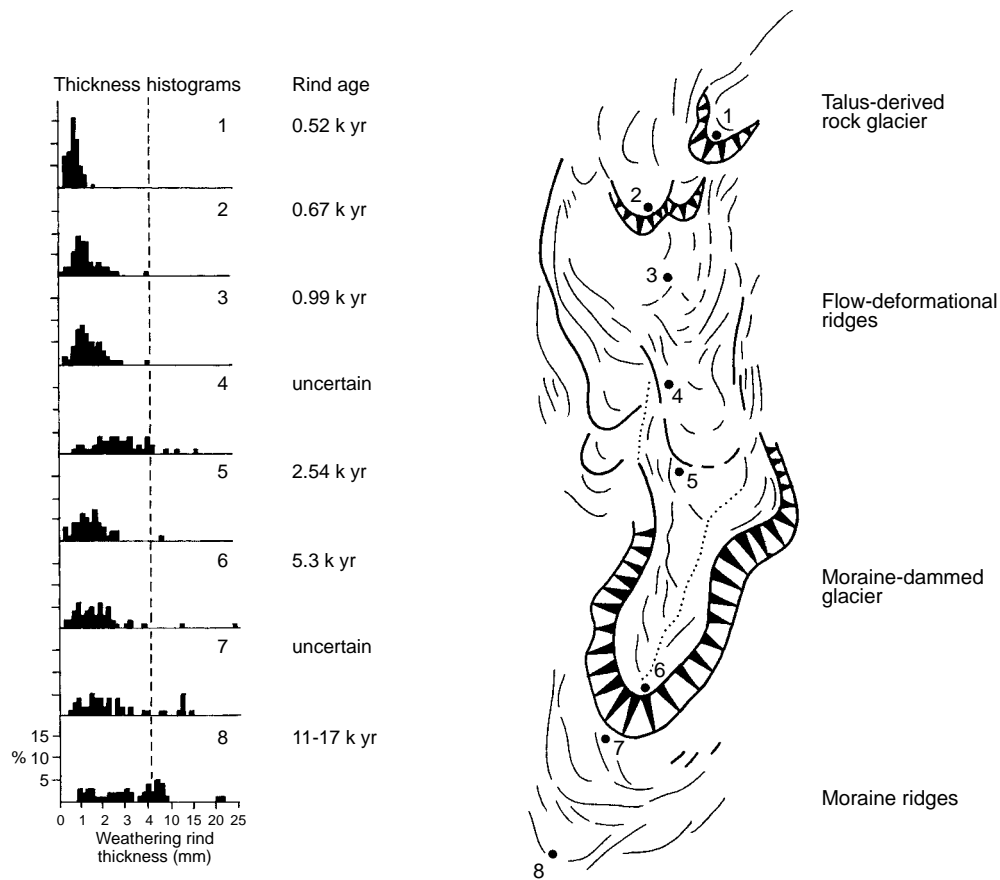 Thickness histograms
Rind age
1
0.52 k yr
2
0.67 k yr
3
0.99 k yr
4
uncertain
5
2.54 k yr
6
5.3 k yr
7
uncertain
8
11-17 k yr
15
% 10
5
0 1 2 3 4 10 15 20 25
Weathering rind
thickness (mm)
1
2
3
4
5
6
7
8
Talus-derived
rock glacier
Flow-deformational
ridges
Moraine-dammed
glacier
Moraine ridges